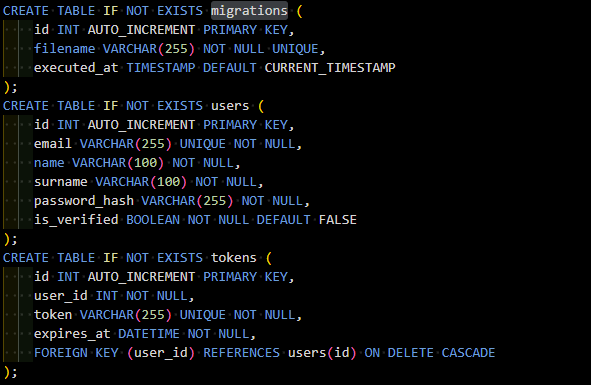 CREATE TABLE IF NOT EXISTS migrations (
    id INT AUTO_INCREMENT PRIMARY KEY,
    filename VARCHAR(255) NOT NULL UNIQUE,
    executed_at TIMESTAMP DEFAULT CURRENT_TIMESTAMP
);
CREATE TABLE IF NOT EXISTS users (
    id INT AUTO_INCREMENT PRIMARY KEY,
    email VARCHAR(255) UNIQUE NOT NULL,
    name VARCHAR(100) NOT NULL,
    surname VARCHAR(100) NOT NULL,
    password_hash VARCHAR(255) NOT NULL,
    is_verified BOOLEAN NOT NULL DEFAULT FALSE
);
CREATE TABLE IF NOT EXISTS tokens (
    id INT AUTO_INCREMENT PRIMARY KEY,
    user_id INT NOT NULL,
    token VARCHAR(255) UNIQUE NOT NULL,
    expires_at DATETIME NOT NULL,
    FOREIGN KEY (user_id) REFERENCES users(id) ON DELETE CASCADE
);